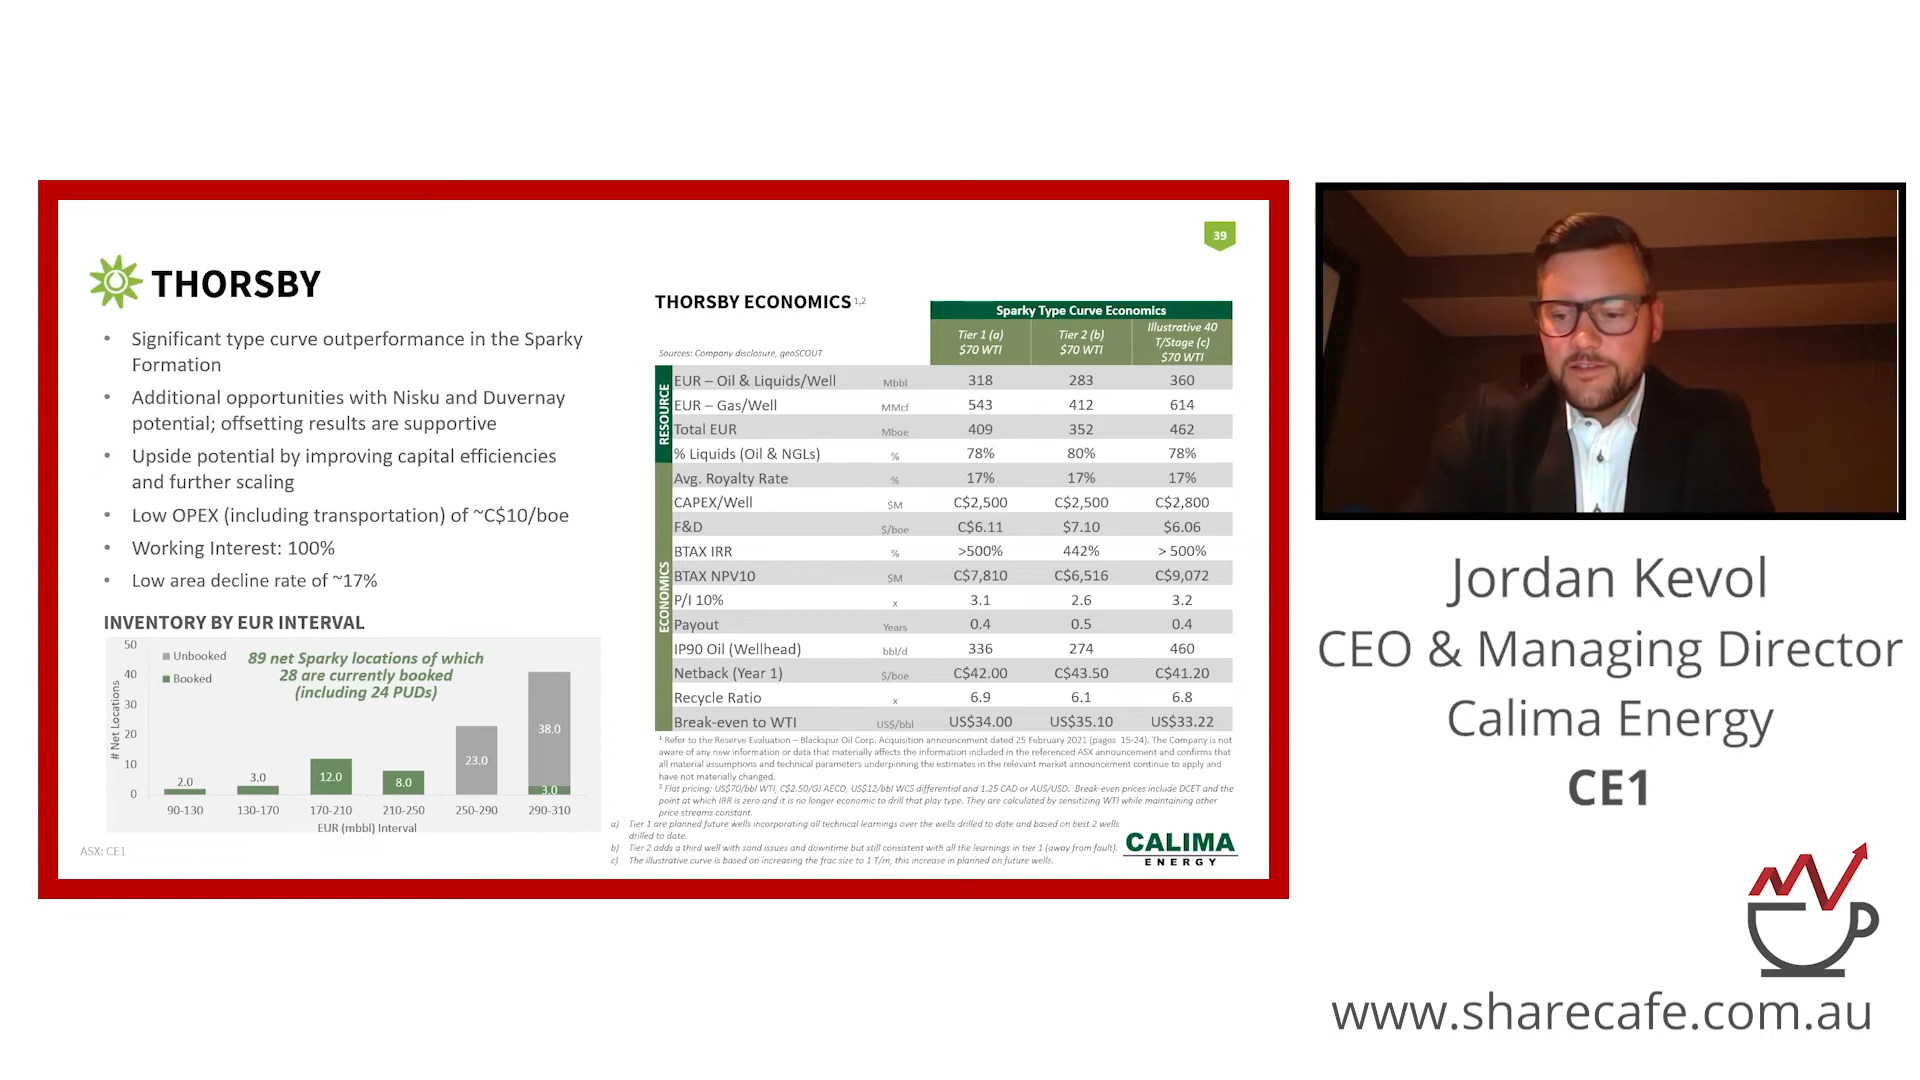 39
THORSBY
• Significant type curve outperformance in the Sparky
Formation
• Additional opportunities with Nisku and Duvernay
potential; offsetting results are supportive
• Upside potential by improving capital efficiencies
and further scaling
• Low OPEX (including transportation) of ~C$10/boe
• Working Interest: 100%
• Low area decline rate of ~17%
INVENTORY BY EUR INTERVAL
50
40
30
20
10
0
# Net Locations
Unbooked
Booked
89 net Sparky locations of which
28 are currently booked
(including 24 PUDs)
2.0
3.0
12.0
8.0
23.0
38.0
3.0
90-130 130-170 170-210 210-250 250-290 290-310
EUR (mbbl) Interval
ASX: CE1
THORSBY ECONOMICS 1,2
Sources: Company disclosure, geoSCOUT
Sparky Type Curve Economics
Tier 1 (a)
$70 WTI
Tier 2 (b)
$70 WTI
Illustrative 40
T/Stage (c)
$70 WTI
RESOURCE
EUR – Oil & Liquids/Well Mbbl 318 283 360
EUR – Gas/Well MMcf 543 412 614
Total EUR Mboe 409 352 462
% Liquids (Oil & NGLs) % 78% 80% 78%
ECONOMICS
Avg. Royalty Rate % 17% 17% 17%
CAPEX/Well $M C$2,500 C$2,500 C$2,800
F&D $/boe C$6.11 $7.10 $6.06
BTAX IRR % >500% 442% > 500%
BTAX NPV10 $M C$7,810 C$6,516 C$9,072
P/I 10% x 3.1 2.6 3.2
Payout Years 0.4 0.5 0.4
IP90 Oil (Wellhead) bbl/d 336 274 460
Netback (Year 1) $/boe C$42.00 C$43.50 C$41.20
Recycle Ratio x 6.9 6.1 6.8
Break-even to WTI US$/bbl US$34.00 US$35.10 US$33.22
1 Refer to the Reserve Evaluation – Blackspur Oil Corp. Acquisition announcement dated 25 February 2021 (pages 15-24). The Company is not
aware of any new information or data that materially affects the information included in the referenced ASX announcement and confirms that
all material assumptions and technical parameters underpinning the estimates in the relevant market announcement continue to apply and
have not materially changed.
2 Flat pricing: US$70/bbl WTI, C$2.50/GJ AECO, US$12/bbl WCS differential and 1.25 CAD or AUS/USD. Break-even prices include DCET and the
point at which IRR is zero and it is no longer economic to drill that play type. They are calculated by sensitizing WTI while maintaining other
price streams constant.
a) Tier 1 are planned future wells incorporating all technical learnings over the wells drilled to date and based on best 2 wells
drilled to date.
b) Tier 2 adds a third well with sand issues and downtime but still consistent with all the learnings in tier 1 (away from fault).
c) The illustrative curve is based on increasing the frac size to 1 T/m, this increase in planned on future wells.
CALIMA
ENERGY
Jordan Kevol
CEO & Managing Director
Calima Energy
CE1
www.sharecafe.com.au